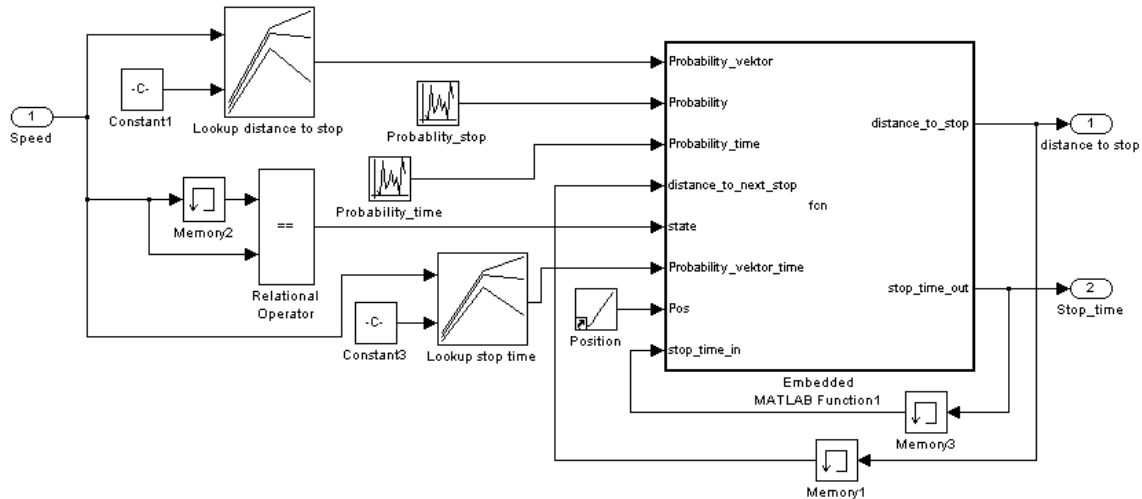 1
Speed
-C-
Constant1
Lookup distance to stop
Probablity_stop
Probability_time
Memory2
==
Relational
Operator
-C-
Constant3
Lookup stop time
Position
Probability_vektor
Probability
Probability_time
distance_to_next_stop
state
Probability_vektor_time
Pos
stop_time_in
fcn
distance_to_stop
stop_time_out
Embedded
MATLAB Function1
Memory3
Memory1
1
distance to stop
2
Stop_time